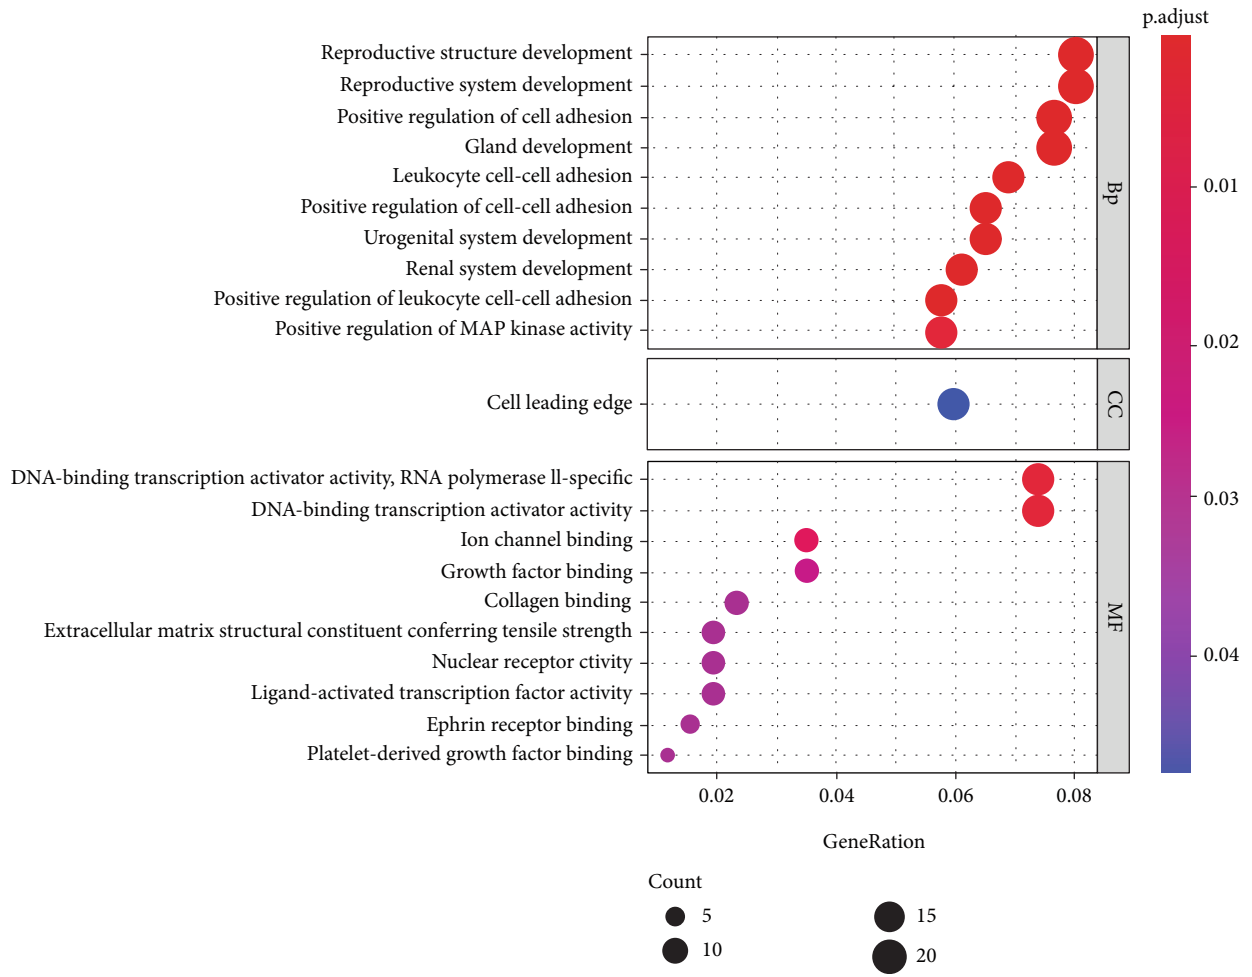 p.adjust
Reproductive structure development
Reproductive system development
Positive regulation of cell adhesion
Gland development
Leukocyte cell-cell adhesion
Positive regulation of cell-cell adhesion
Urogenital system development
Renal system development
Positive regulation of leukocyte cell-cell adhesion
Positive regulation of MAP kinase activity
Bp
Cell leading edge
CC
DNA-binding transcription activator activity, RNA polymerase ll-specific
DNA-binding transcription activator activity
Ion channel binding
Growth factor binding
Collagen binding
Extracellular matrix structural constituent conferring tensile strength
Nuclear receptor ctivity
Ligand-activated transcription factor activity
Ephrin receptor binding
Platelet-derived growth factor binding
MF
0.01
0.02
0.03
0.04
0.02 0.04 0.06 0.08
GeneRation
Count
5 15
10 20